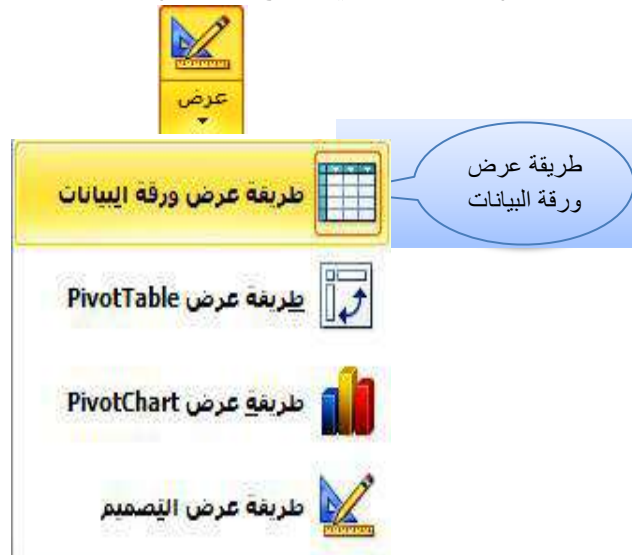 عرض
طريقة عرض ورقة البيانات
طريقة عرض
ورقة البيانات
طريقة عرض PivotTable
طريقة عرض PivotChart
طريقة عرض التصميم